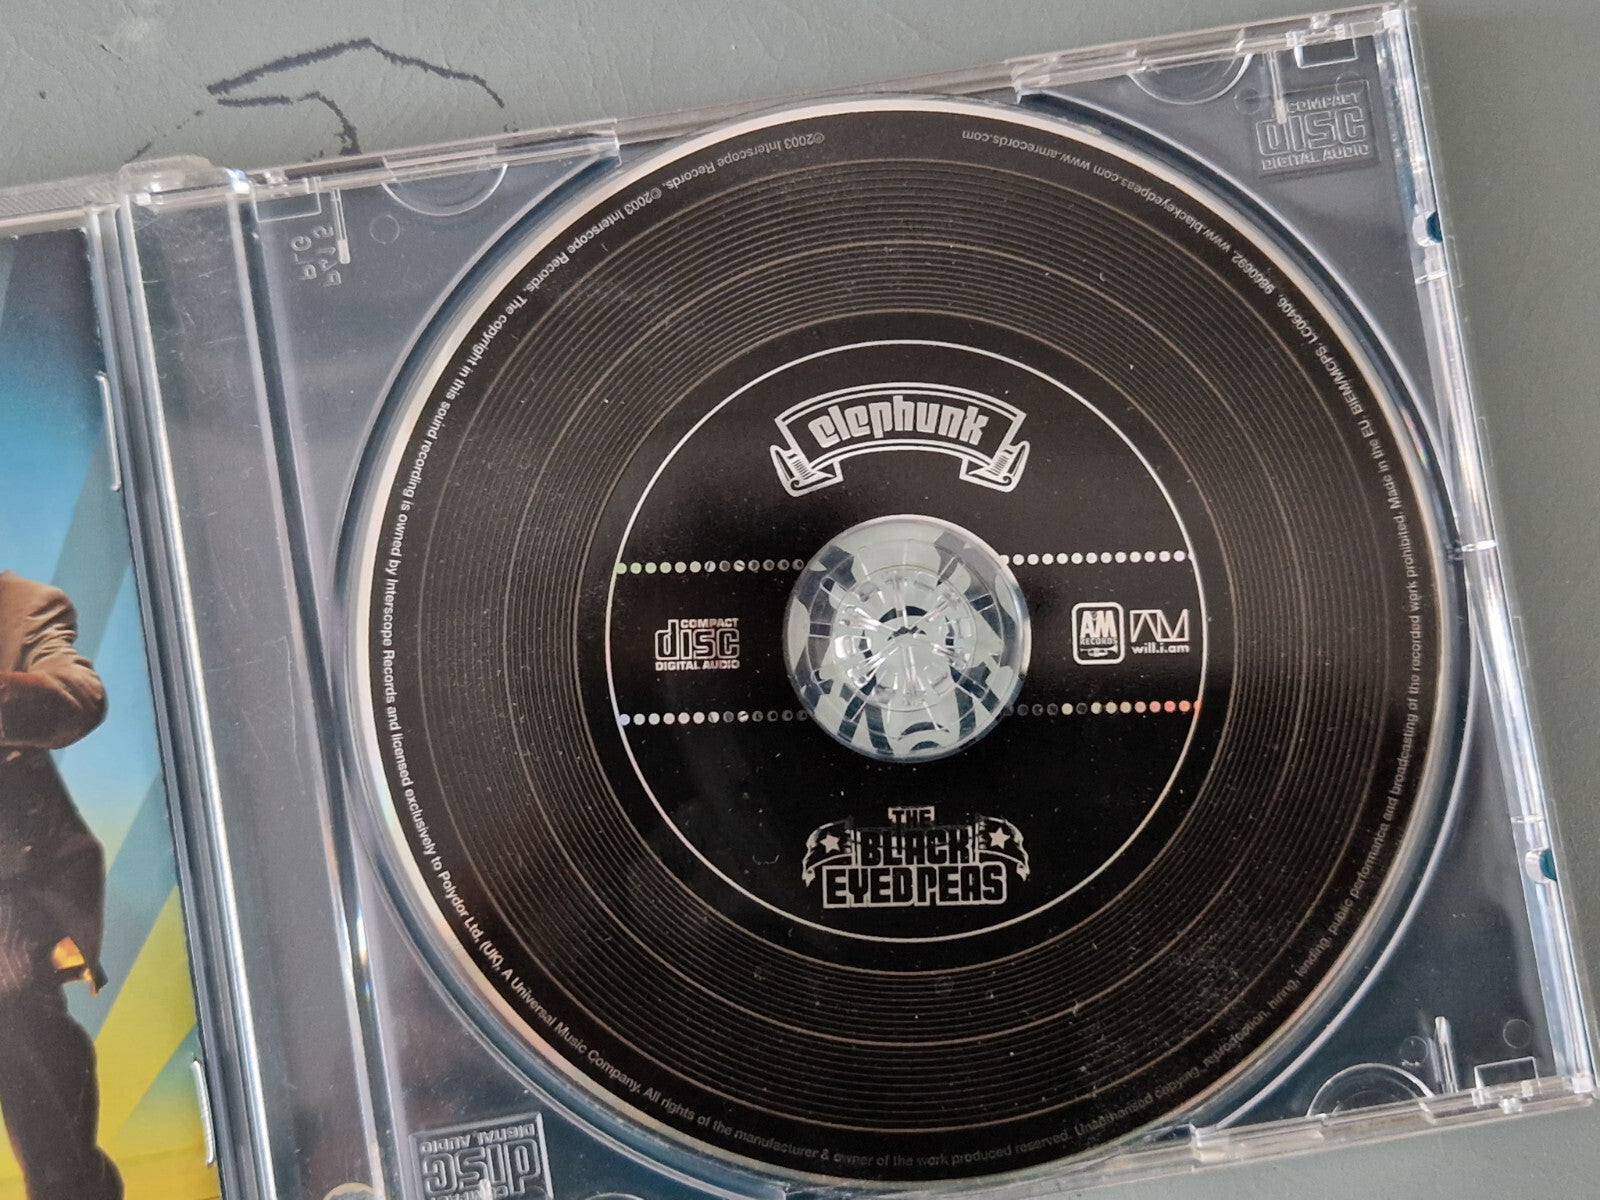 elephunk
COMPACT
disc
DIGITAL AUDIO
A&M
RECORDS
will.i.am
THE
BLACK
EYED PEAS
℗2003 Interscope Records. ©2003 Interscope Records. The copyright in this sound recording is owned by Interscope Records and licensed exclusively to Polydor Ltd. (UK). A Universal Music Company. All rights of the manufacturer & owner of the work produced reserved. Unauthorised copying, reproduction, hiring, lending, public performance and broadcasting of the recorded work prohibited. Made in the EU. BIEM/MCPS. LC06406. 9860692. www.blackeyedpeas.com www.amrecords.com
COMPACT
disc
DIGITAL AUDIO
COMPACT
disc
DIGITAL AUDIO